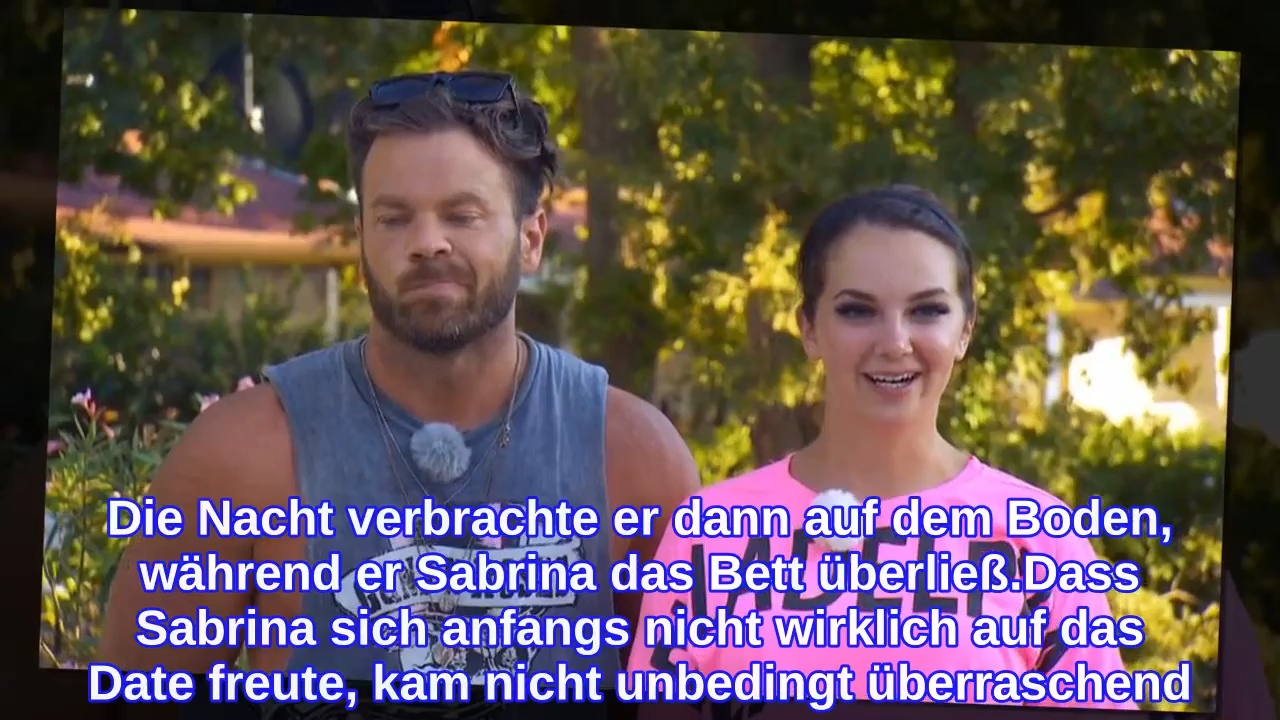 Die Nacht verbrachte er dann auf dem Boden,
während er Sabrina das Bett überließ.Dass
Sabrina sich anfangs nicht wirklich auf das
Date freute, kam nicht unbedingt überraschend